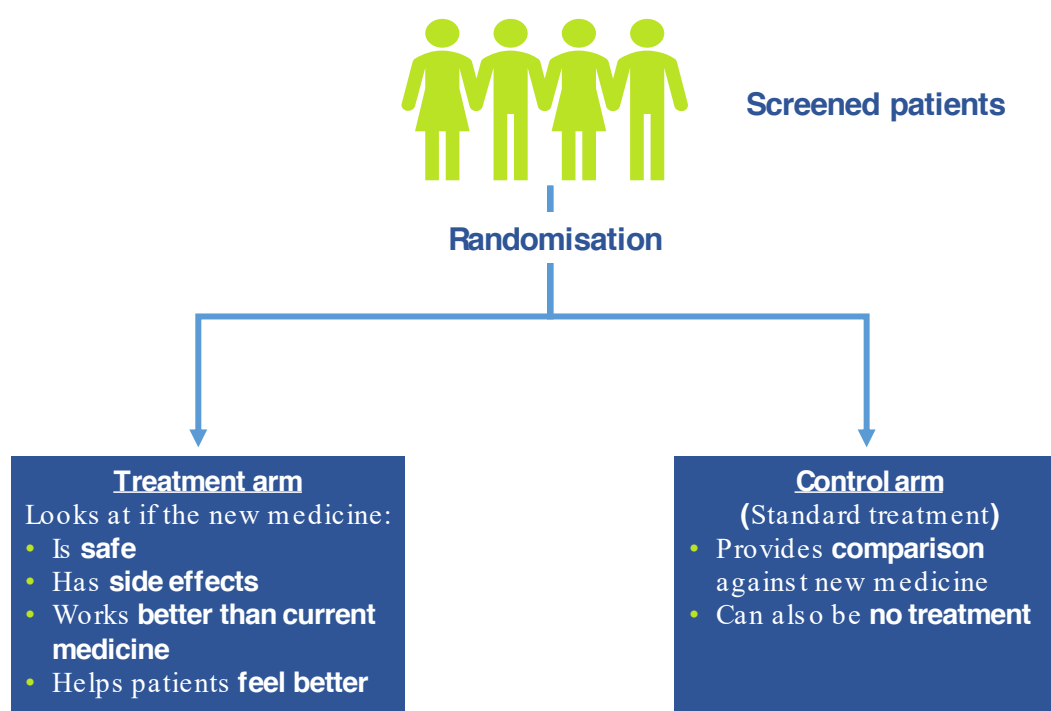 Screened patients
Randomisation
Treatment arm
Looks at if the new medicine:
• Is safe
• Has side effects
• Works better than current
medicine
• Helps patients feel better
Control arm
(Standard treatment)
• Provides comparison
against new medicine
• Can also be no treatment